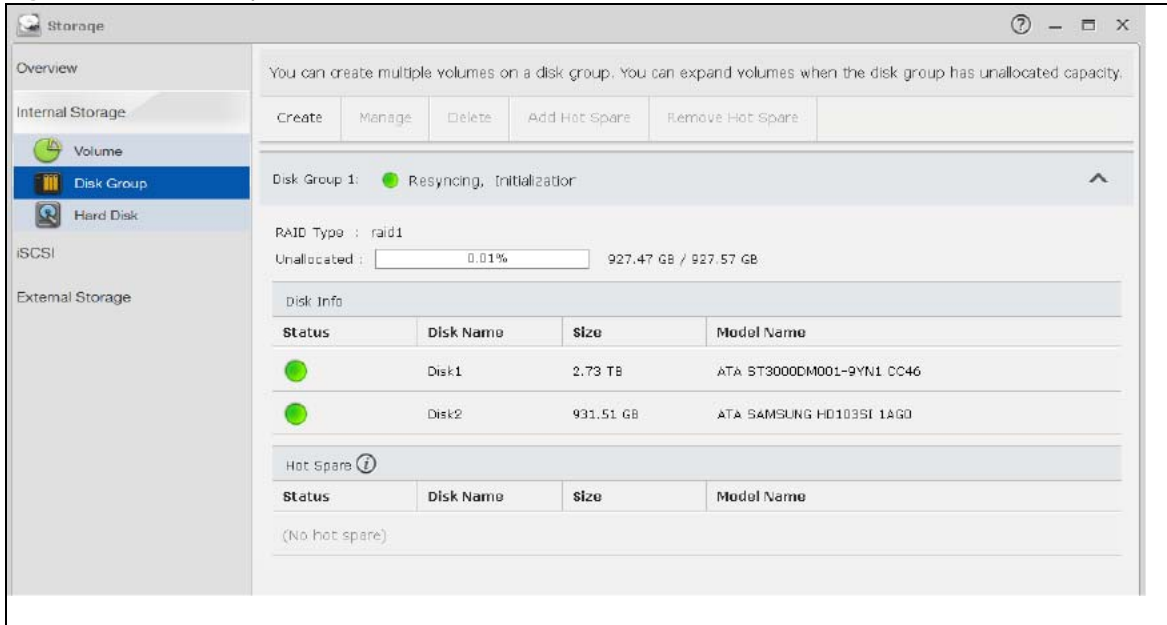 Storage
Overview
Internal Storage
Volume
Disk Group
Hard Disk
iSCSI
External Storage
You can create multiple volumes on a disk group. You can expand volumes when the disk group has unallocated capacity.
Create Manage Delete Add Hot Spare Remove Hot Spare
Disk Group 1: Resyncing, Initialization
RAID Type : raid1
Unallocated : 0.01% 927.47 GB / 927.57 GB
Disk Info
Status Disk Name Size Model Name
Disk1 2.73 TB ATA ST3000DM001-9YN1 CC46
Disk2 931.51 GB ATA SAMSUNG HD103SI 1AG0
Hot Spare i
Status Disk Name Size Model Name
(No hot spare)